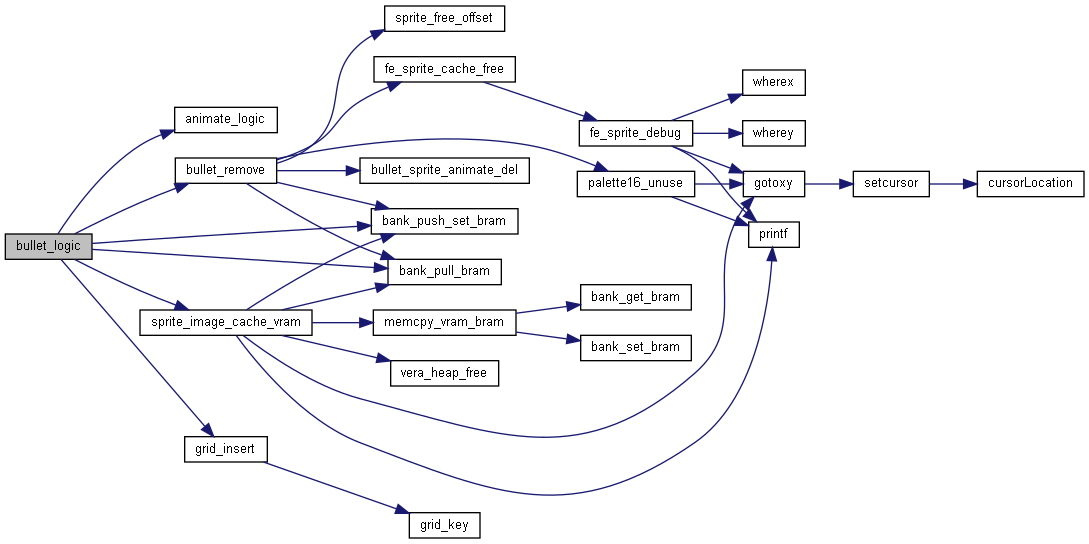 sprite_free_offset
fe_sprite_cache_free
wherex
animate_logic
fe_sprite_debug
wherey
bullet_remove
bullet_sprite_animate_del
palette16_unuse
gotoxy
setcursor
cursorLocation
bank_push_set_bram
printf
bullet_logic
bank_pull_bram
bank_get_bram
sprite_image_cache_vram
memcpy_vram_bram
bank_set_bram
vera_heap_free
grid_insert
grid_key